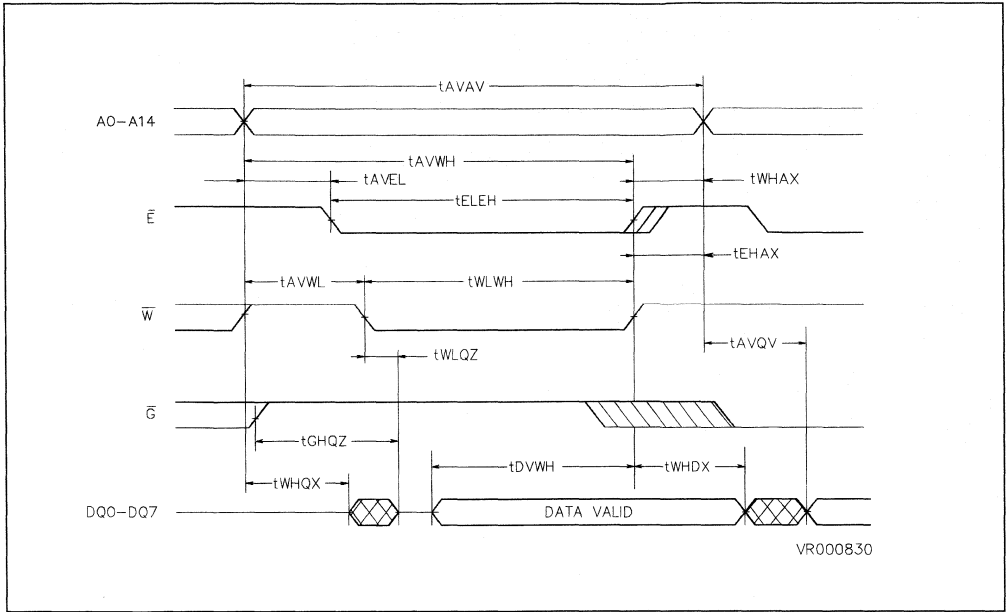 tAVAV
A0-A14
tAVWH
tAVEL
tWHAX
tELEH
E̅
tEHAX
tAVWL
tWLWH
W̅
tAVQV
tWLQZ
G̅
tGHQZ
tDVWH
tWHDX
tWHQX
DQ0-DQ7
DATA VALID
VR000830